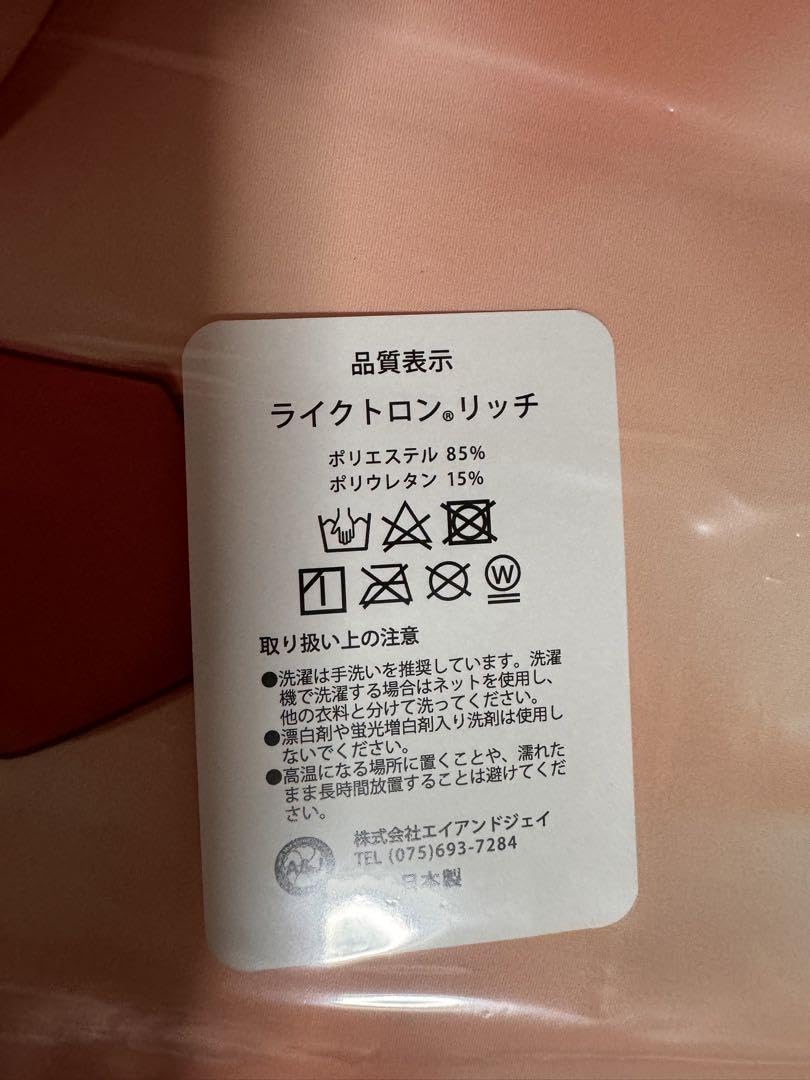 品質表示
ライクトロン®リッチ
ポリエステル 85%
ポリウレタン 15%
W
取り扱い上の注意
●洗濯は手洗いを推奨しています。洗濯
機で洗濯する場合はネットを使用し、
他の衣料と分けて洗ってください。
●漂白剤や蛍光増白剤入り洗剤は使用し
ないでください。
●高温になる場所に置くことや、濡れた
まま長時間放置することは避けてくだ
さい。
A&J
株式会社エイアンドジェイ
TEL (075)693-7284
日本製